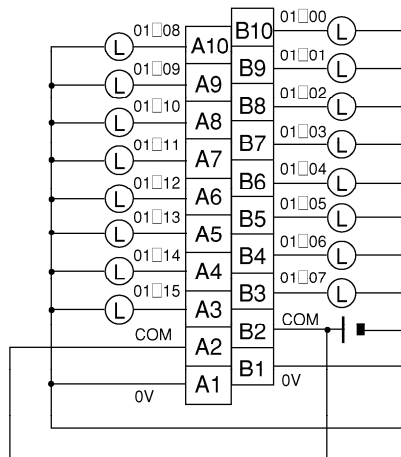 B10 01□00 L
01□08 L A10
B9 01□01 L
01□09 L A9
B8 01□02 L
01□10 L A8
B7 01□03 L
01□11 L A7
B6 01□04 L
01□12 L A6
B5 01□05 L
01□13 L A5
B4 01□06 L
01□14 L A4
B3 01□07 L
01□15 L A3
B2 COM
COM A2
B1 0V
0V A1